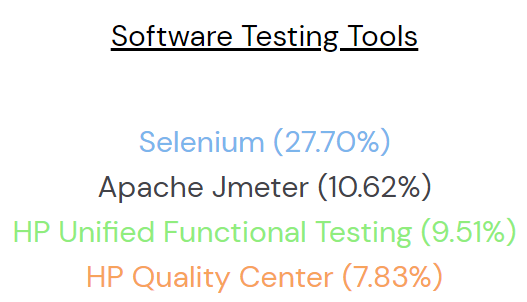 Software Testing Tools
Selenium (27.70%)
Apache Jmeter (10.62%)
HP Unified Functional Testing (9.51%)
HP Quality Center (7.83%)